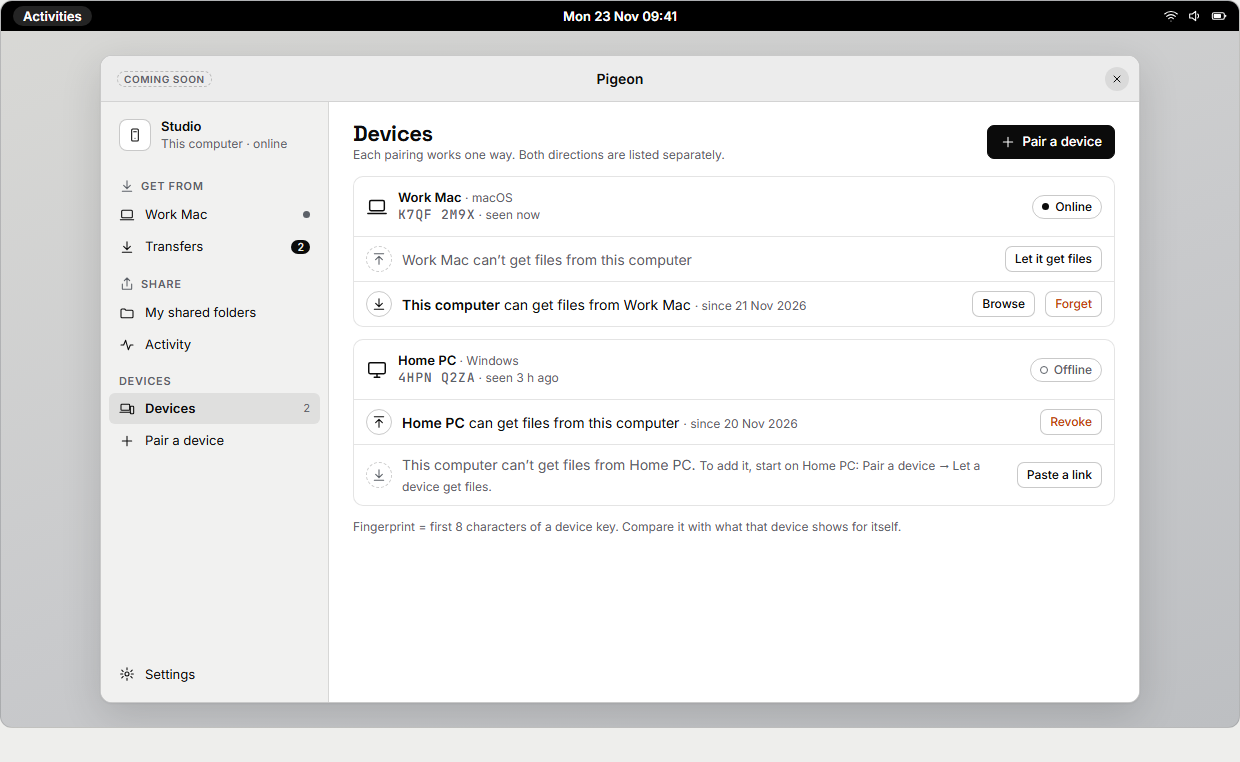 Activities
Mon 23 Nov 09:41
COMING SOON
Pigeon
Studio
This computer · online
GET FROM
Work Mac
Transfers
2
SHARE
My shared folders
Activity
DEVICES
Devices
2
Pair a device
Settings
Devices
Each pairing works one way. Both directions are listed separately.
Pair a device
Work Mac · macOS
K7QF 2M9X · seen now
Online
Work Mac can’t get files from this computer
Let it get files
This computer can get files from Work Mac · since 21 Nov 2026
Browse
Forget
Home PC · Windows
4HPN Q2ZA · seen 3 h ago
Offline
Home PC can get files from this computer · since 20 Nov 2026
Revoke
This computer can’t get files from Home PC. To add it, start on Home PC: Pair a device → Let a
device get files.
Paste a link
Fingerprint = first 8 characters of a device key. Compare it with what that device shows for itself.